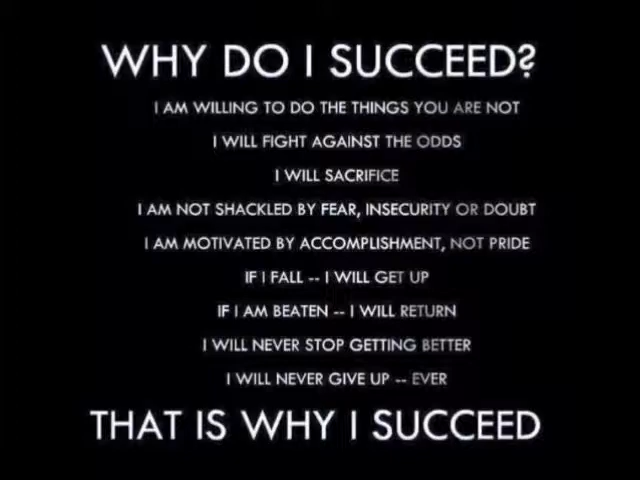 WHY DO I SUCCEED?
I AM WILLING TO DO THE THINGS YOU ARE NOT
I WILL FIGHT AGAINST THE ODDS
I WILL SACRIFICE
I AM NOT SHACKLED BY FEAR, INSECURITY OR DOUBT
I AM MOTIVATED BY ACCOMPLISHMENT, NOT PRIDE
IF I FALL -- I WILL GET UP
IF I AM BEATEN -- I WILL RETURN
I WILL NEVER STOP GETTING BETTER
I WILL NEVER GIVE UP -- EVER
THAT IS WHY I SUCCEED